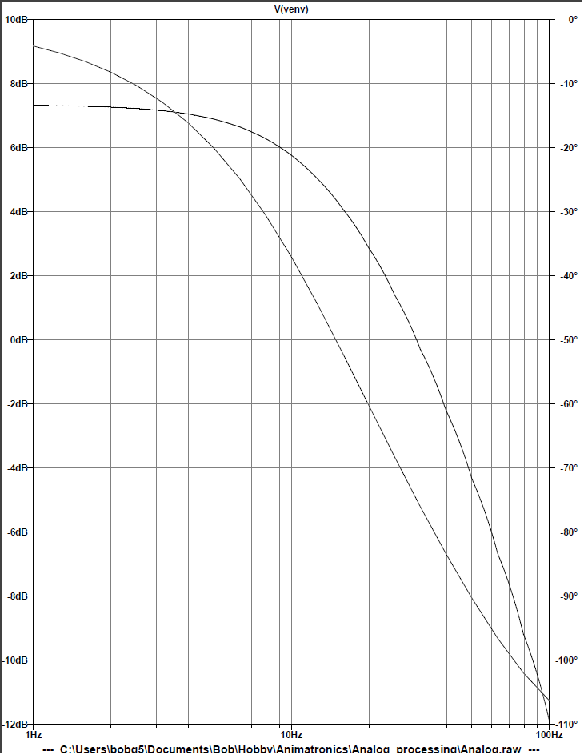 V(venv)
10dB 0°
8dB -10°
6dB -20°
4dB -30°
2dB -40°
0dB -50°
-2dB -60°
-4dB -70°
-6dB -80°
-8dB -90°
-10dB -100°
-12dB -110°
1Hz 10Hz 100Hz
--- C:\Users\bobg5\Documents\Bob\Hobby\Animatronics\Analog_processing\Analog.raw ---